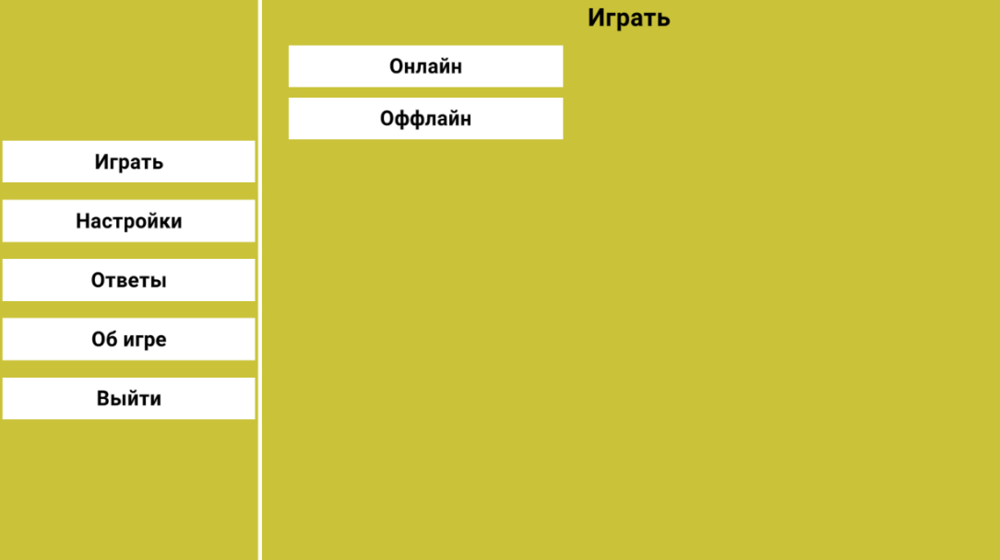 Играть
Онлайн
Оффлайн
Играть
Настройки
Ответы
Об игре
Выйти